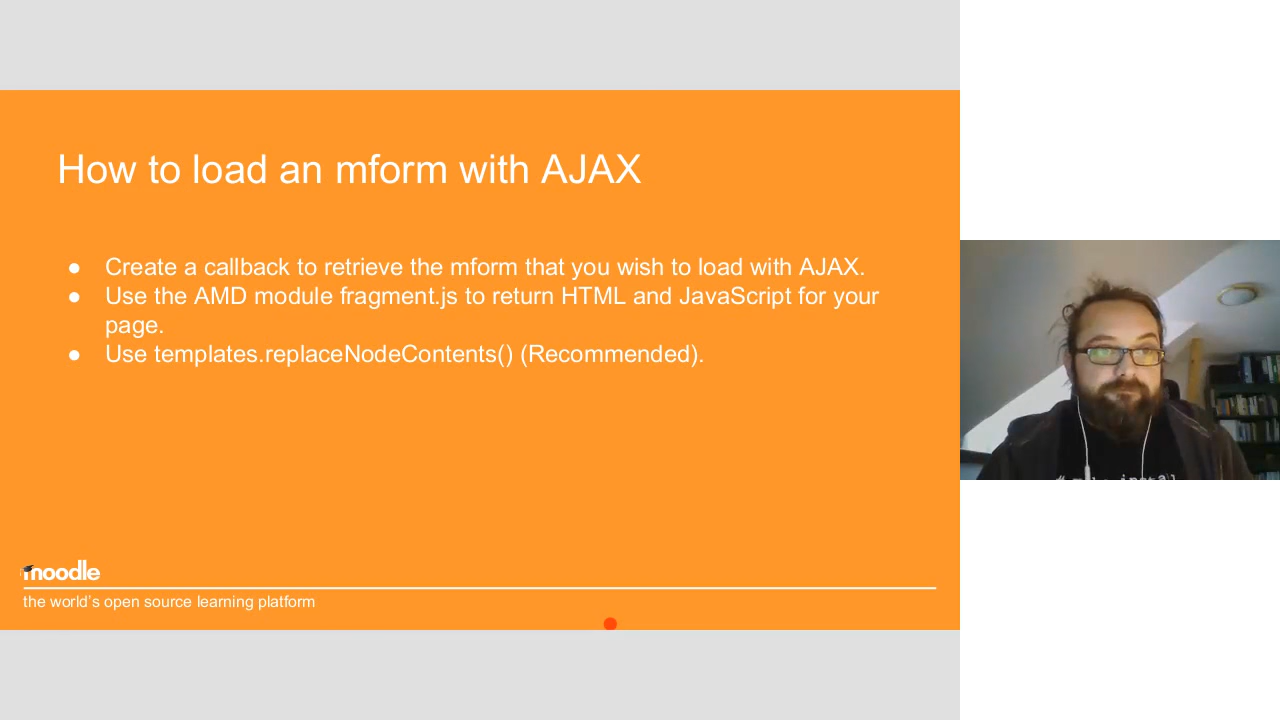 How to load an mform with AJAX
● Create a callback to retrieve the mform that you wish to load with AJAX.
● Use the AMD module fragment.js to return HTML and JavaScript for your
page.
● Use templates.replaceNodeContents() (Recommended).
moodle
the world's open source learning platform